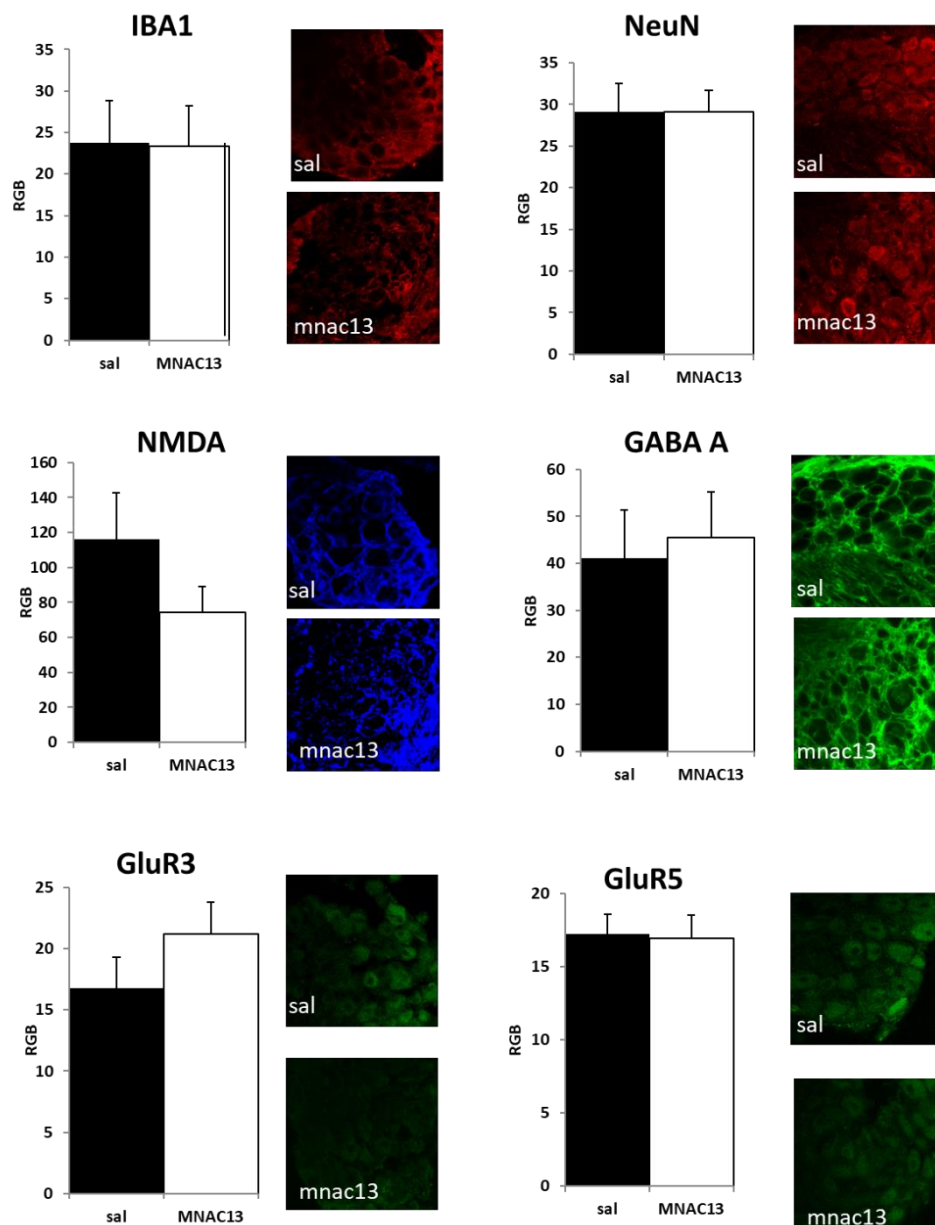 IBA1
35
30
25
20
15
10
5
0
RGB
sal
MNAC13
sal
mnac13
NeuN
35
30
25
20
15
10
5
0
RGB
sal
MNAC13
sal
mnac13
NMDA
160
140
120
100
80
60
40
20
0
RGB
sal
MNAC13
sal
mnac13
GABA A
60
50
40
30
20
10
0
RGB
sal
MNAC13
sal
mnac13
GluR3
25
20
15
10
5
0
RGB
sal
MNAC13
sal
mnac13
GluR5
20
15
10
5
0
RGB
sal
MNAC13
sal
mnac13